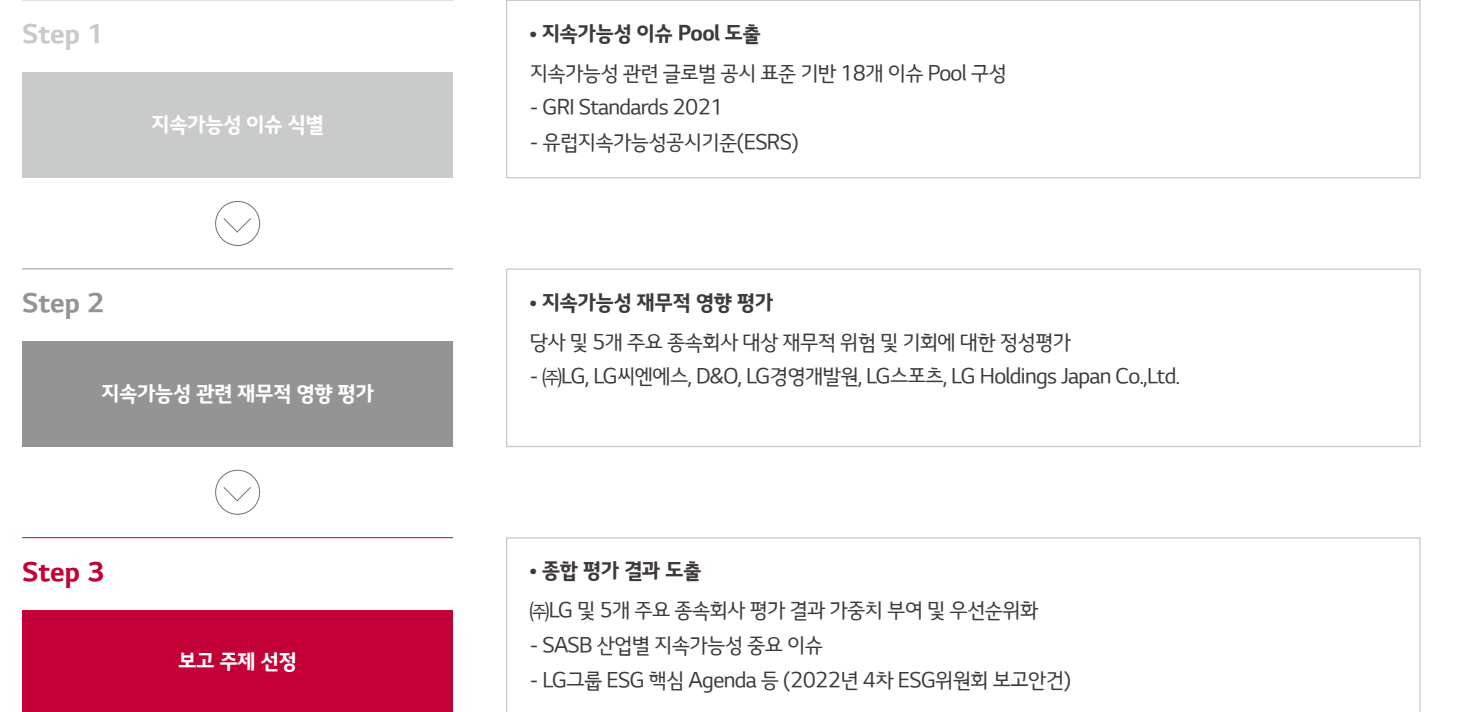 Step 1
지속가능성 이슈 식별
• 지속가능성 이슈 Pool 도출
지속가능성 관련 글로벌 공시 표준 기반 18개 이슈 Pool 구성
- GRI Standards 2021
- 유럽지속가능성공시기준(ESRS)
Step 2
지속가능성 관련 재무적 영향 평가
• 지속가능성 재무적 영향 평가
당사 및 5개 주요 종속회사 대상 재무적 위험 및 기회에 대한 정성평가
- ㈜LG, LG씨엔에스, D&O, LG경영개발원, LG스포츠, LG Holdings Japan Co.,Ltd.
Step 3
보고 주제 선정
• 종합 평가 결과 도출
㈜LG 및 5개 주요 종속회사 평가 결과 가중치 부여 및 우선순위화
- SASB 산업별 지속가능성 중요 이슈
- LG그룹 ESG 핵심 Agenda 등 (2022년 4차 ESG위원회 보고안건)